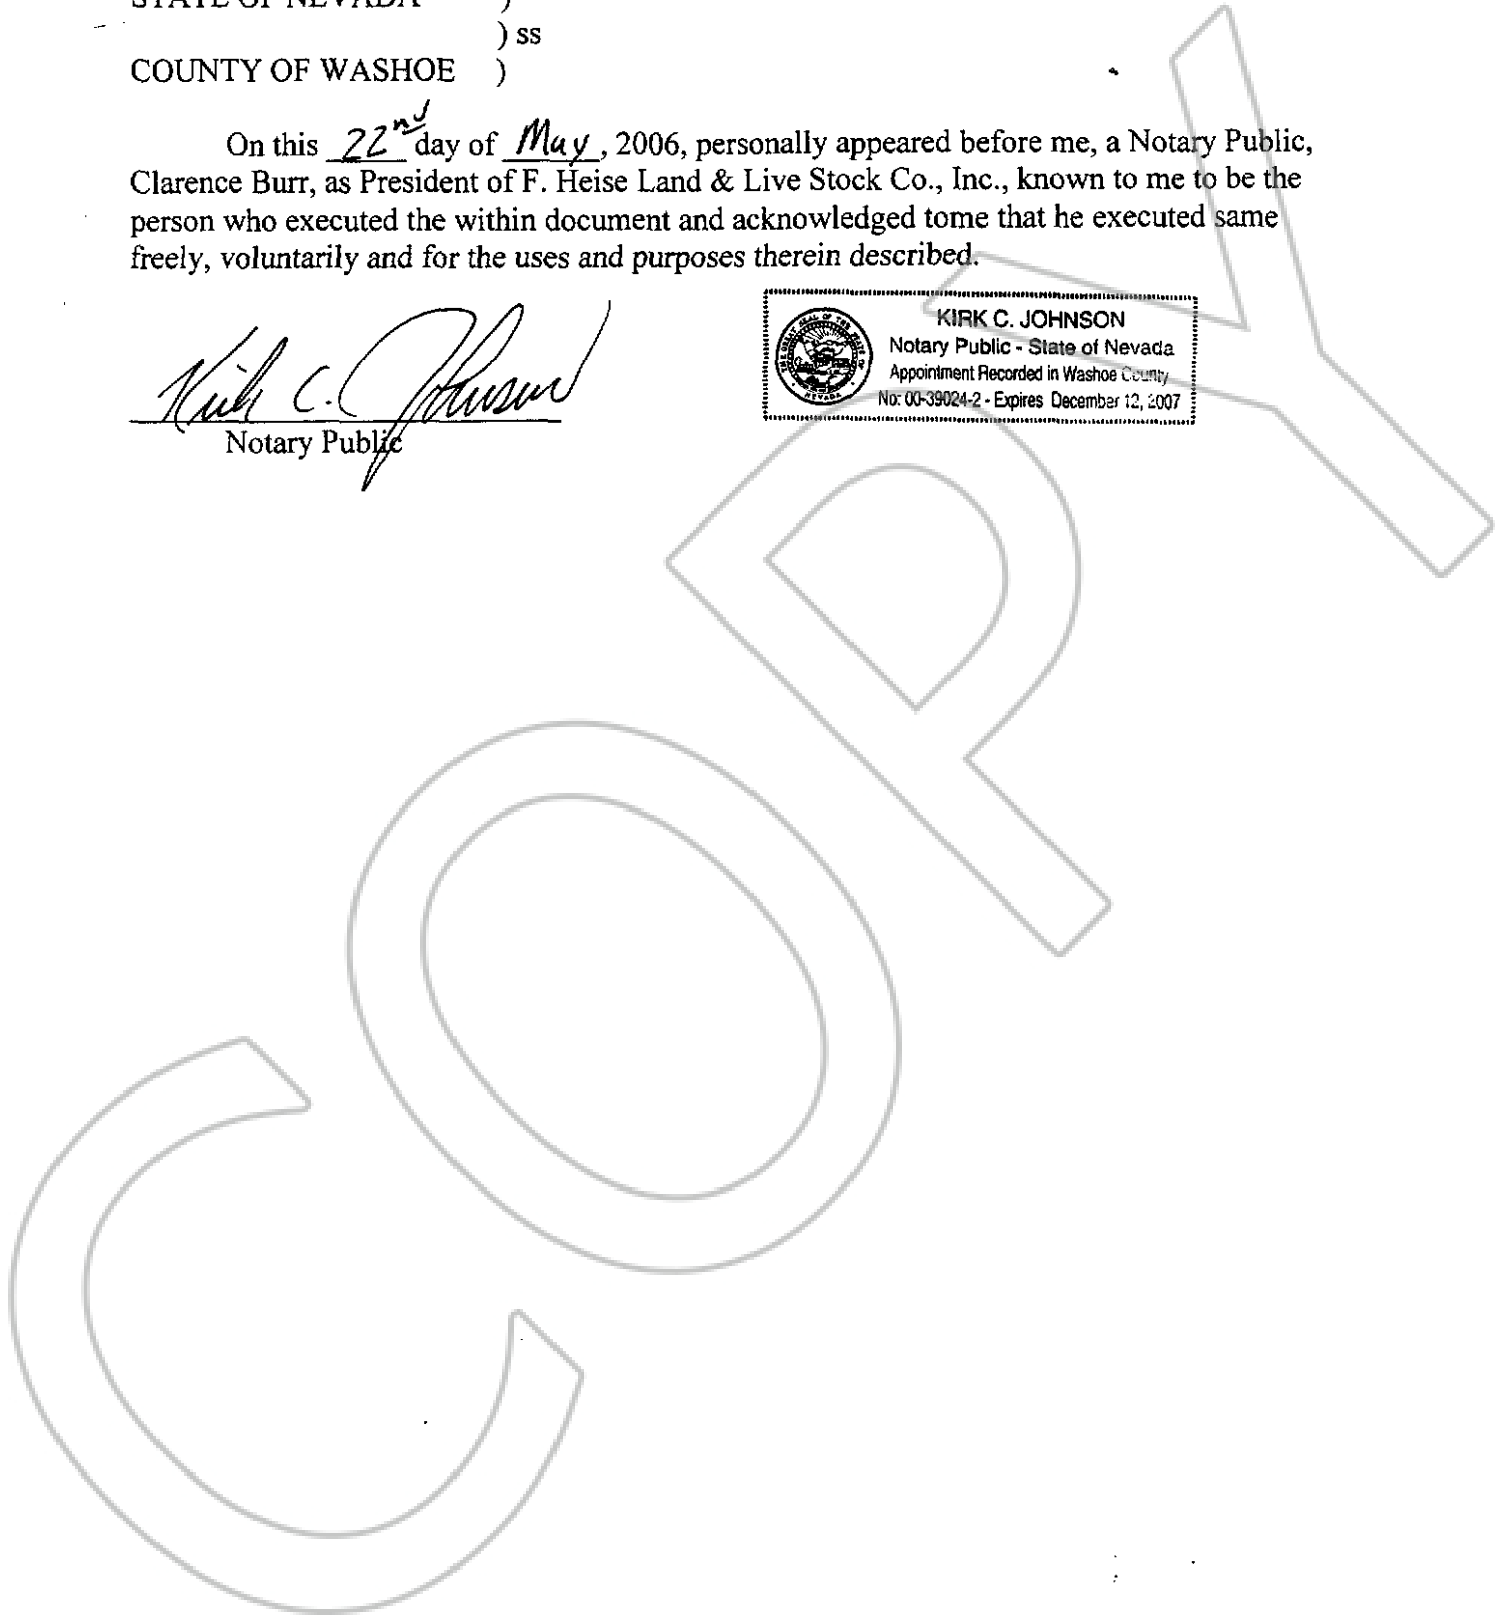 STATE OF NEVADA )
) ss
COUNTY OF WASHOE )
On this 22nd day of May, 2006, personally appeared before me, a Notary Public,
Clarence Burr, as President of F. Heise Land & Live Stock Co., Inc., known to me to be the
person who executed the within document and acknowledged tome that he executed same
freely, voluntarily and for the uses and purposes therein described.
Kirk C. Johnson
Notary Public
KIRK C. JOHNSON
Notary Public - State of Nevada
Appointment Recorded in Washoe County
No: 00-39024-2 - Expires December 12, 2007
COPY